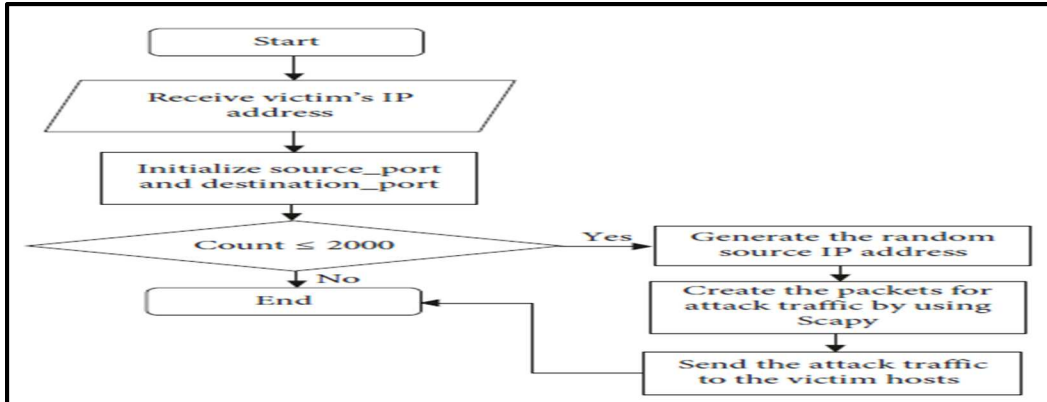 Start
Receive victim's IP
address
Initialize source_port
and destination_port
Count ≤ 2000
Yes
No
End
Generate the random
source IP address
Create the packets for
attack traffic by using
Scapy
Send the attack traffic
to the victim hosts